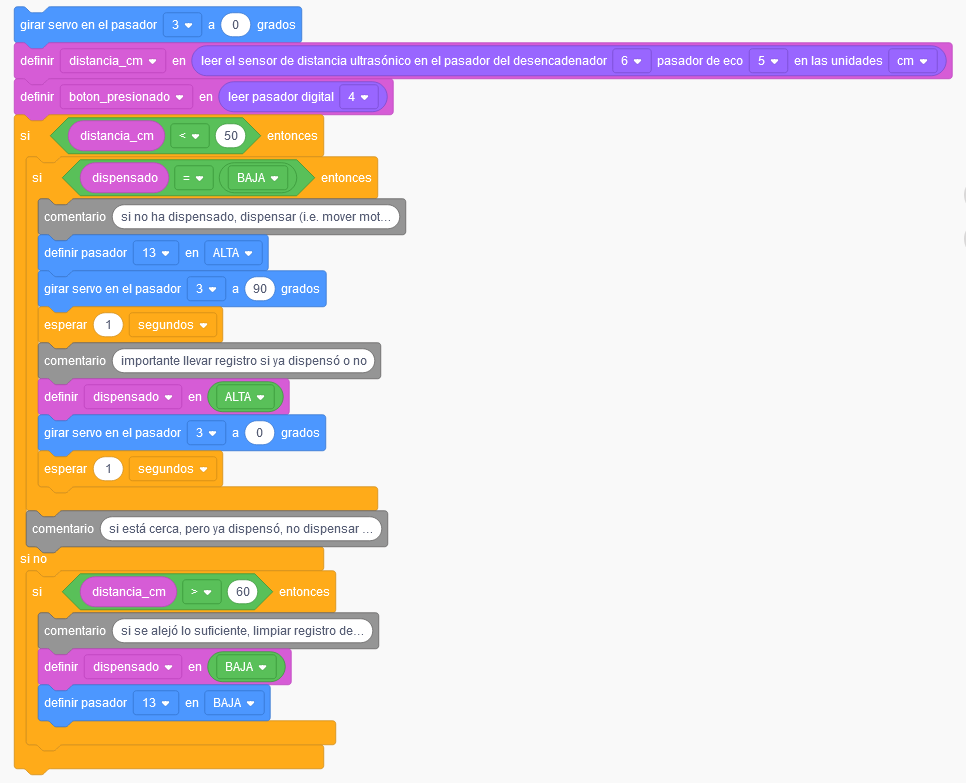 girar servo en el pasador 3 a 0 grados
definir distancia_cm en leer el sensor de distancia ultrasónico en el pasador del desencadenador 6 pasador de eco 5 en las unidades cm
definir boton_presionado en leer pasador digital 4
si distancia_cm < 50 entonces
si dispensado = BAJA entonces
comentario si no ha dispensado, dispensar (i.e. mover mot...
definir pasador 13 en ALTA
girar servo en el pasador 3 a 90 grados
esperar 1 segundos
comentario importante llevar registro si ya dispensó o no
definir dispensado en ALTA
girar servo en el pasador 3 a 0 grados
esperar 1 segundos
comentario si está cerca, pero ya dispensó, no dispensar ...
si no
si distancia_cm > 60 entonces
comentario si se alejó lo suficiente, limpiar registro de...
definir dispensado en BAJA
definir pasador 13 en BAJA